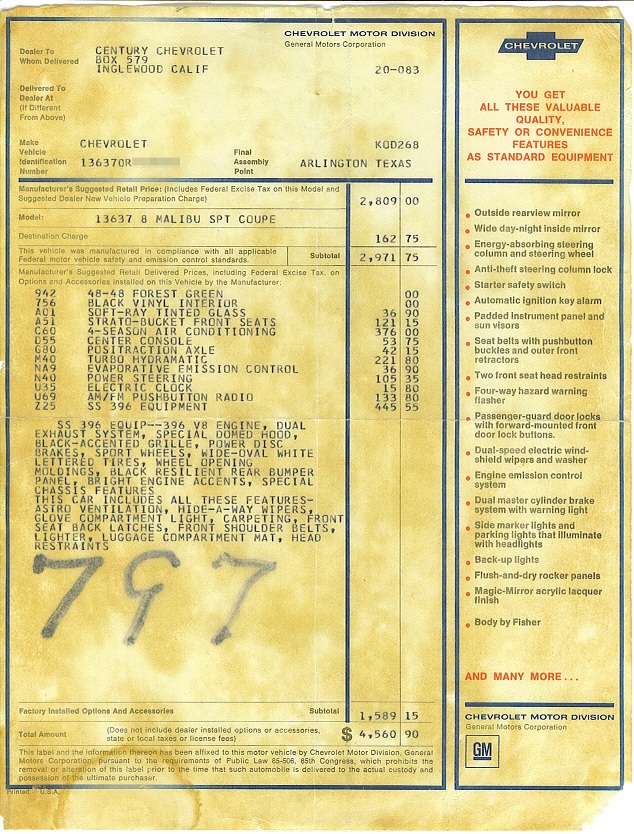 CHEVROLET MOTOR DIVISION
General Motors Corporation
Dealer To
Whom Delivered
CENTURY CHEVROLET
BOX 579
INGLEWOOD CALIF
20-083
Delivered To
Dealer At
(If Different
From Above)
Make
CHEVROLET
KOD268
Vehicle
Identification
Number
13637OR
Final
Assembly
Point
ARLINGTON TEXAS
Manufacturer's Suggested Retail Price: (Includes Federal Excise Tax on this Model and
Suggested Dealer New Vehicle Preparation Charge)
2,809 00
Model: 13637 8 MALIBU SPT COUPE
Destination Charge 162 75
This vehicle was manufactured in compliance with all applicable
Federal motor vehicle safety and emission control standards.
Subtotal 2,971 75
Manufacturer's Suggested Retail Delivered Prices, including Federal Excise Tax, on
Options and Accessories installed on this Vehicle by the Manufacturer:
942 48-48 FOREST GREEN 00
756 BLACK VINYL INTERIOR 00
A01 SOFT-RAY TINTED GLASS 36 90
A51 STRATO-BUCKET FRONT SEATS 121 15
C60 4-SEASON AIR CONDITIONING 376 00
D55 CENTER CONSOLE 53 75
G80 POSITRACTION AXLE 42 15
M40 TURBO HYDRAMATIC 221 80
NA9 EVAPORATIVE EMISSION CONTROL 36 90
N40 POWER STEERING 105 35
U35 ELECTRIC CLOCK 15 80
U69 AM/FM PUSHBUTTON RADIO 133 80
Z25 SS 396 EQUIPMENT 445 55
SS 396 EQUIP--396 V8 ENGINE, DUAL
EXHAUST SYSTEM, SPECIAL DOMED HOOD,
BLACK-ACCENTED GRILLE, POWER DISC
BRAKES, SPORT WHEELS, WIDE-OVAL WHITE
LETTERED TIRES, WHEEL OPENING
MOLDINGS, BLACK RESILIENT REAR BUMPER
PANEL, BRIGHT ENGINE ACCENTS, SPECIAL
CHASSIS FEATURES
THIS CAR INCLUDES ALL THESE FEATURES-
ASTRO VENTILATION, HIDE-A-WAY WIPERS,
GLOVE COMPARTMENT LIGHT, CARPETING, FRONT
SEAT BACK LATCHES, FRONT SHOULDER BELTS,
LIGHTER, LUGGAGE COMPARTMENT MAT, HEAD
RESTRAINTS
797
Factory Installed Options And Accessories Subtotal 1,589 15
Total Amount (Does not include dealer installed options or accessories,
state or local taxes or license fees)
$ 4,560 90
This label and the information thereon has been affixed to this motor vehicle by Chevrolet Motor Division, General
Motors Corporation, pursuant to the requirements of Public Law 85-506, 85th Congress, which prohibits the
removal or alteration of this label prior to the time that such automobile is delivered to the actual custody and
possession of the ultimate purchaser.
Printed in U.S.A.
CHEVROLET
YOU GET
ALL THESE VALUABLE
QUALITY,
SAFETY OR CONVENIENCE
FEATURES
AS STANDARD EQUIPMENT
Outside rearview mirror
Wide day-night inside mirror
Energy-absorbing steering
column and steering wheel
Anti-theft steering column lock
Starter safety switch
Automatic ignition key alarm
Padded instrument panel and
sun visors
Seat belts with pushbutton
buckles and outer front
retractors
Two front seat head restraints
Four-way hazard warning
flasher
Passenger-guard door locks
with forward-mounted front
door lock buttons.
Dual-speed electric wind-
shield wipers and washer
Engine emission control
system
Dual master cylinder brake
system with warning light
Side marker lights and
parking lights that illuminate
with headlights
Back-up lights
Flush-and-dry rocker panels
Magic-Mirror acrylic lacquer
finish
Body by Fisher
AND MANY MORE...
CHEVROLET MOTOR DIVISION
General Motors Corporation
GM